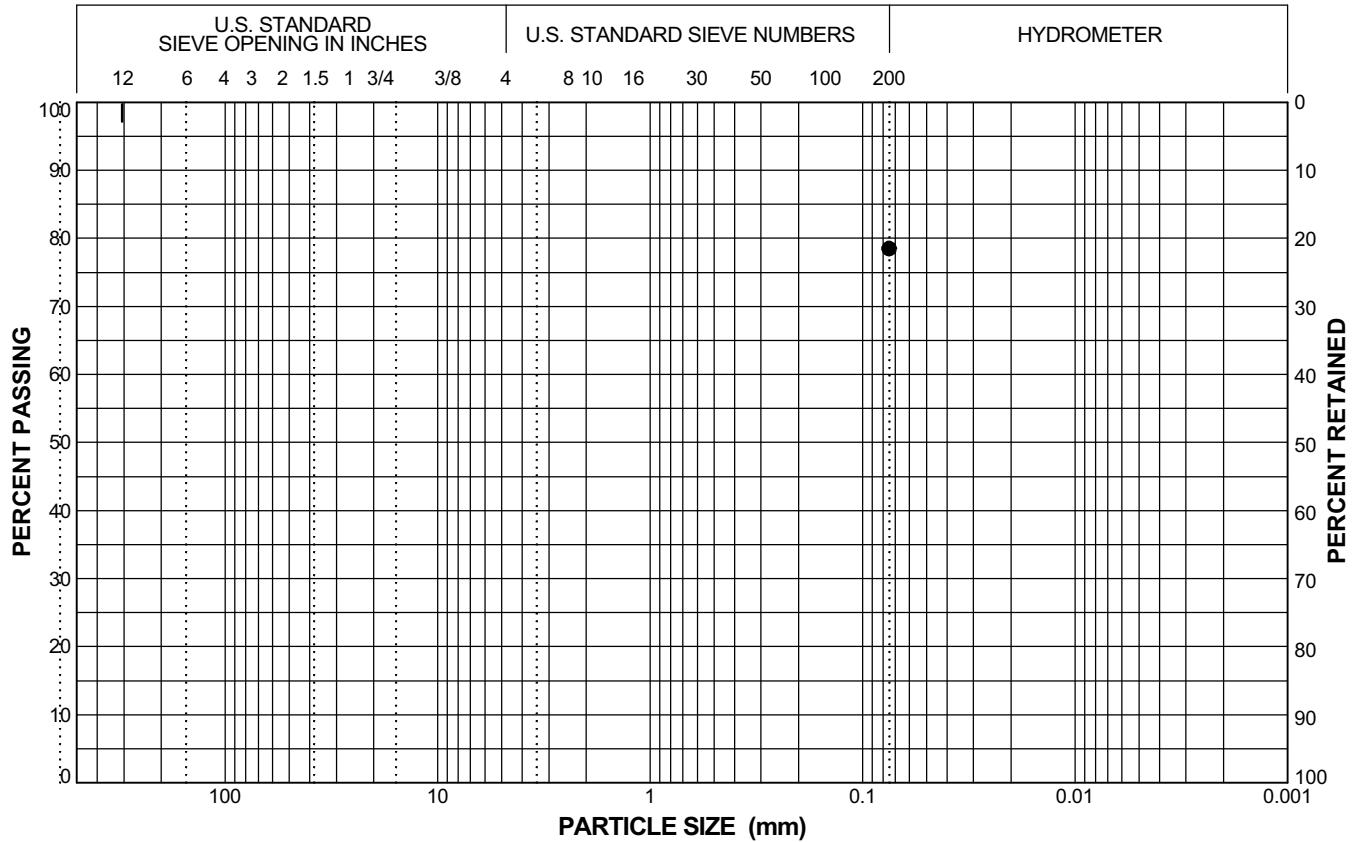 U.S. STANDARD
SIEVE OPENING IN INCHES
U.S. STANDARD SIEVE NUMBERS
HYDROMETER
12 6 4 3 2 1.5 1 3/4 3/8 4 8 10 16 30 50 100 200
100 0
90 10
80 20
70 30
60 40
50 50
40 60
30 70
20 80
10 90
0 100
PERCENT PASSING
PERCENT RETAINED
100 10 1 0.1 0.01 0.001
PARTICLE SIZE (mm)